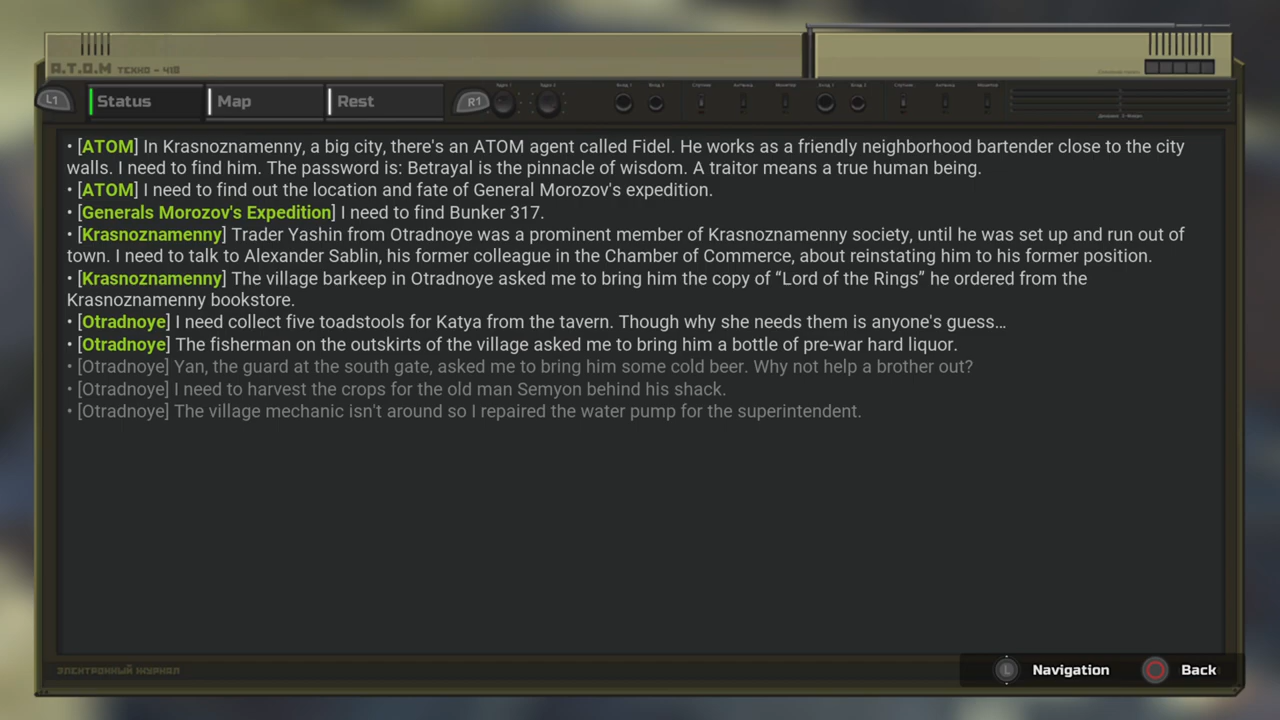 A.T.O.M ТЕХНО - 418
L1
Status
Map
Rest
R1
• [ATOM] In Krasnoznamenny, a big city, there's an ATOM agent called Fidel. He works as a friendly neighborhood bartender close to the city
walls. I need to find him. The password is: Betrayal is the pinnacle of wisdom. A traitor means a true human being.
• [ATOM] I need to find out the location and fate of General Morozov's expedition.
• [Generals Morozov's Expedition] I need to find Bunker 317.
• [Krasnoznamenny] Trader Yashin from Otradnoye was a prominent member of Krasnoznamenny society, until he was set up and run out of
town. I need to talk to Alexander Sablin, his former colleague in the Chamber of Commerce, about reinstating him to his former position.
• [Krasnoznamenny] The village barkeep in Otradnoye asked me to bring him the copy of “Lord of the Rings” he ordered from the
Krasnoznamenny bookstore.
• [Otradnoye] I need collect five toadstools for Katya from the tavern. Though why she needs them is anyone's guess…
• [Otradnoye] The fisherman on the outskirts of the village asked me to bring him a bottle of pre-war hard liquor.
• [Otradnoye] Yan, the guard at the south gate, asked me to bring him some cold beer. Why not help a brother out?
• [Otradnoye] I need to harvest the crops for the old man Semyon behind his shack.
• [Otradnoye] The village mechanic isn't around so I repaired the water pump for the superintendent.
ЭЛЕКТРОННЫЙ ЖУРНАЛ
L
Navigation
Back